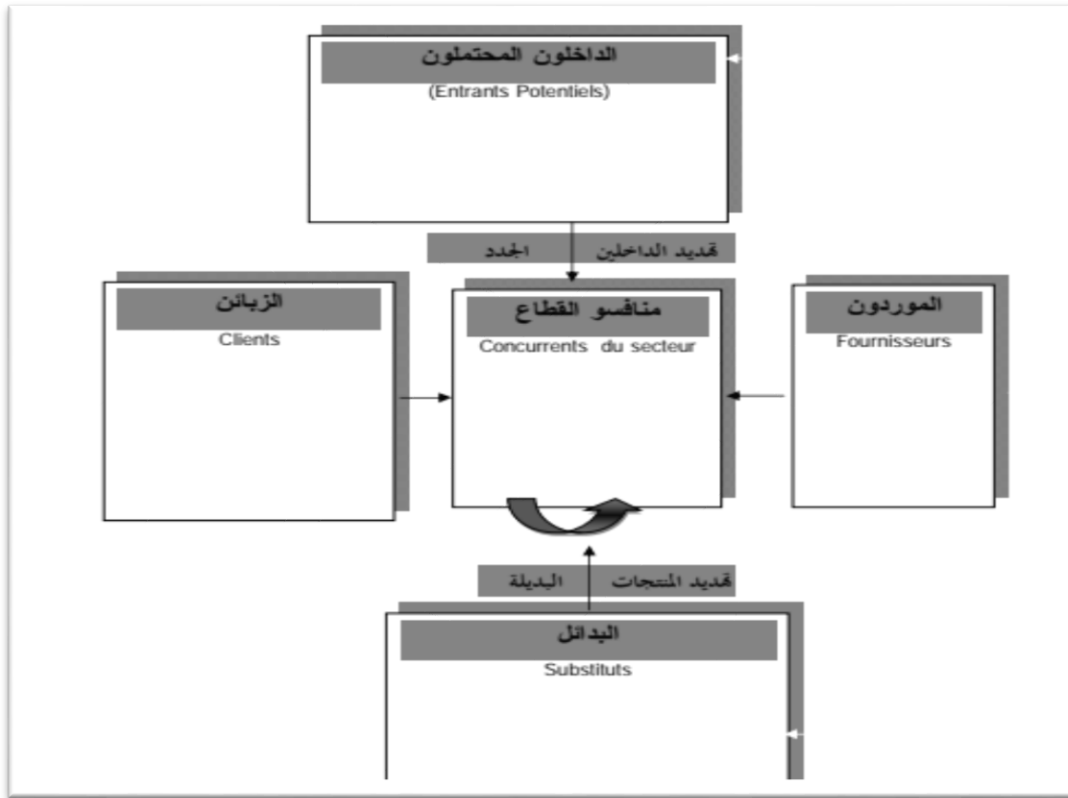 الداخلون المحتملون
(Entrants Potentiels)
تهديد الداخلين الجدد
الزبائن
Clients
منافسو القطاع
Concurrents du secteur
الموردون
Fournisseurs
تهديد المنتجات البديلة
البدائل
Substituts